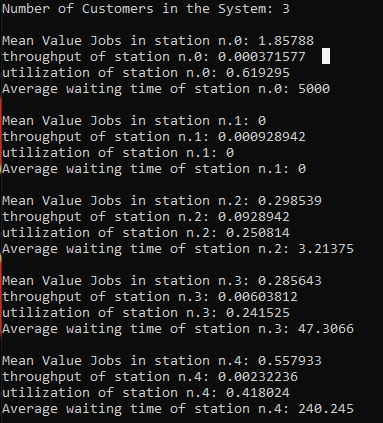 Number of Customers in the System: 3
Mean Value Jobs in station n.0: 1.85788
throughput of station n.0: 0.000371577
utilization of station n.0: 0.619295
Average waiting time of station n.0: 5000
Mean Value Jobs in station n.1: 0
throughput of station n.1: 0.000928942
utilization of station n.1: 0
Average waiting time of station n.1: 0
Mean Value Jobs in station n.2: 0.298539
throughput of station n.2: 0.0928942
utilization of station n.2: 0.250814
Average waiting time of station n.2: 3.21375
Mean Value Jobs in station n.3: 0.285643
throughput of station n.3: 0.00603812
utilization of station n.3: 0.241525
Average waiting time of station n.3: 47.3066
Mean Value Jobs in station n.4: 0.557933
throughput of station n.4: 0.00232236
utilization of station n.4: 0.418024
Average waiting time of station n.4: 240.245